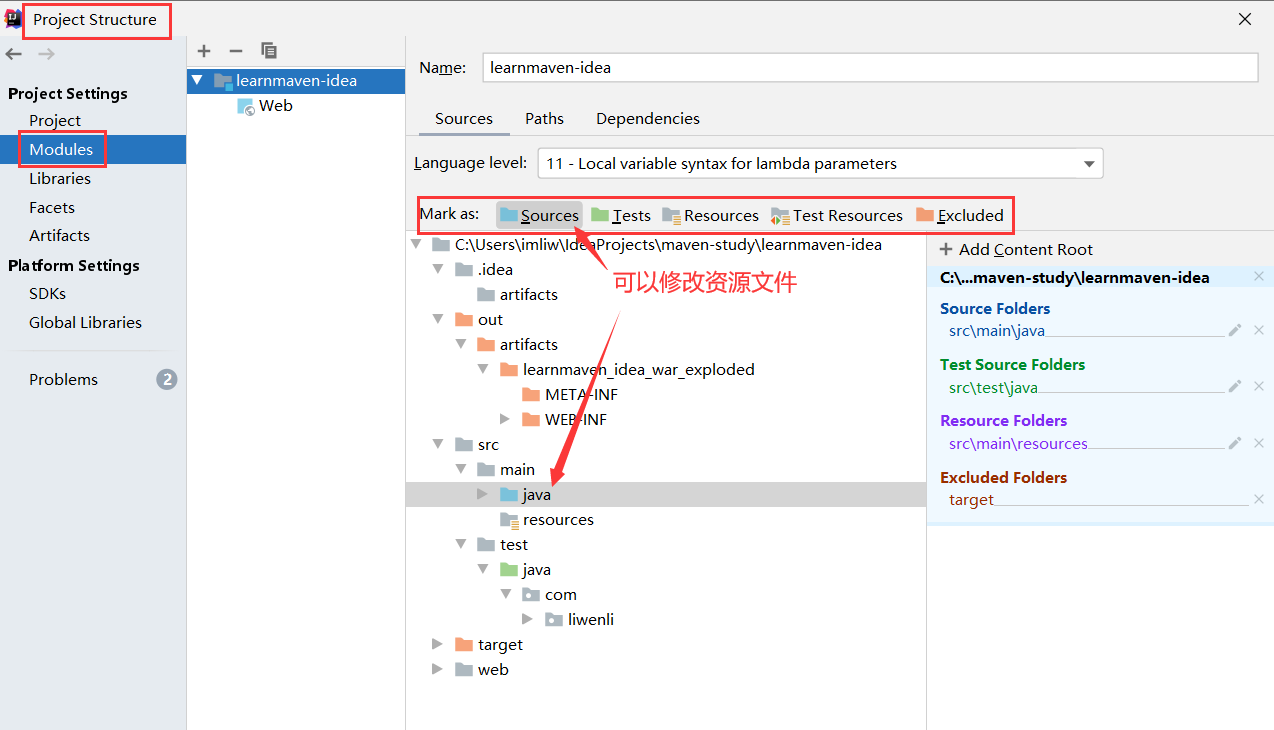 Project Structure
Project Settings
Project
Modules
Libraries
Facets
Artifacts
Platform Settings
SDKs
Global Libraries
Problems
2
learnmaven-idea
Web
Name: learnmaven-idea
Sources Paths Dependencies
Language level: 11 - Local variable syntax for lambda parameters
Mark as: Sources Tests Resources Test Resources Excluded
C:\Users\imliw\IdeaProjects\maven-study\learnmaven-idea
.idea
artifacts
out
artifacts
learnmaven_idea_war_exploded
META-INF
WEB-INF
src
main
java
resources
test
java
com
liwenli
target
web
可以修改资源文件
Add Content Root
C:\...maven-study\learnmaven-idea
Source Folders
src\main\java
Test Source Folders
src\test\java
Resource Folders
src\main\resources
Excluded Folders
target